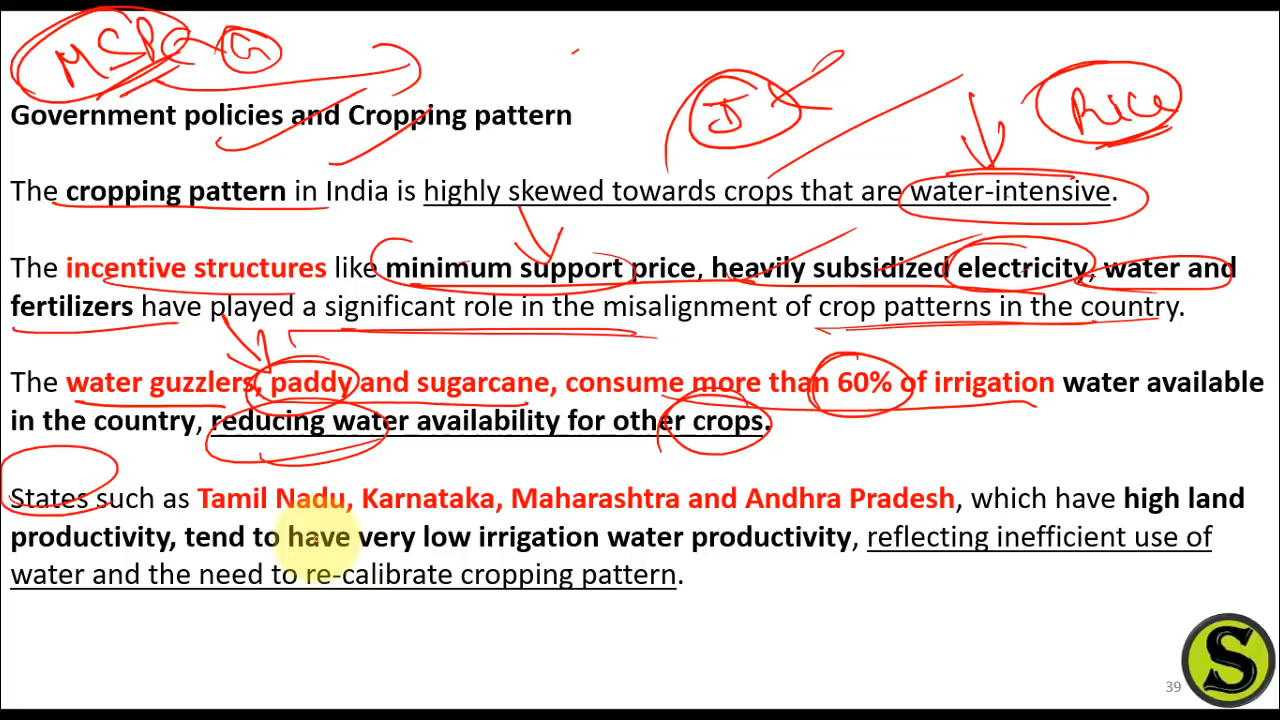 MSP G
J
Rice
Government policies and Cropping pattern
The cropping pattern in India is highly skewed towards crops that are water-intensive.
The incentive structures like minimum support price, heavily subsidized electricity, water and
fertilizers have played a significant role in the misalignment of crop patterns in the country.
The water guzzlers, paddy and sugarcane, consume more than 60% of irrigation water available
in the country, reducing water availability for other crops.
States such as Tamil Nadu, Karnataka, Maharashtra and Andhra Pradesh, which have high land
productivity, tend to have very low irrigation water productivity, reflecting inefficient use of
water and the need to re-calibrate cropping pattern.
S
39